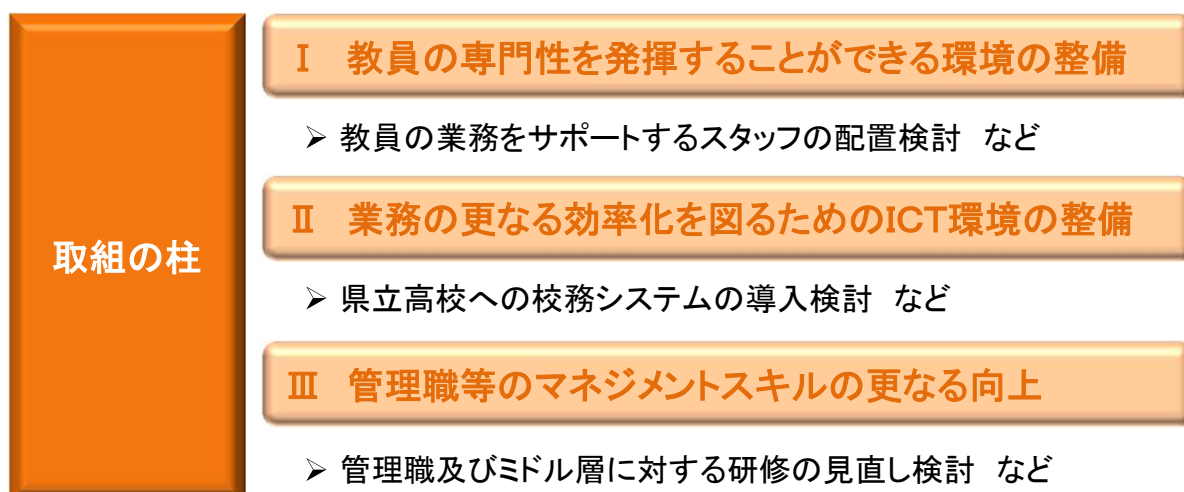 取組の柱
Ⅰ 教員の専門性を発揮することができる環境の整備
➢ 教員の業務をサポートするスタッフの配置検討 など
Ⅱ 業務の更なる効率化を図るためのICT環境の整備
➢ 県立高校への校務システムの導入検討 など
Ⅲ 管理職等のマネジメントスキルの更なる向上
➢ 管理職及びミドル層に対する研修の見直し検討 など